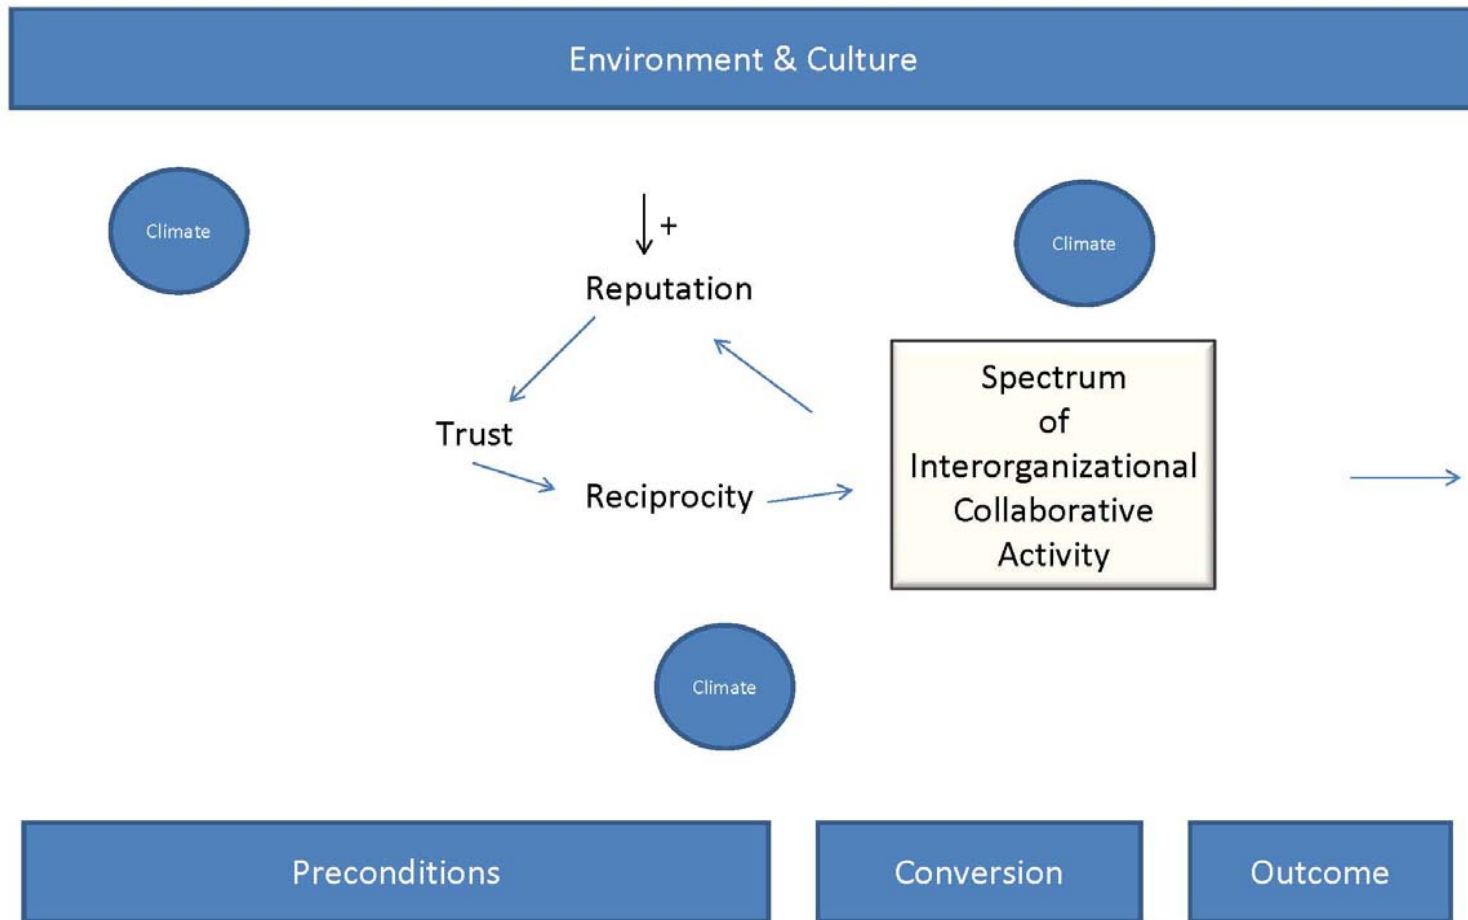 Environment & Culture
Climate
+
Climate
Reputation
Trust
Reciprocity
Spectrum
of
Interorganizational
Collaborative
Activity
Climate
Preconditions
Conversion
Outcome